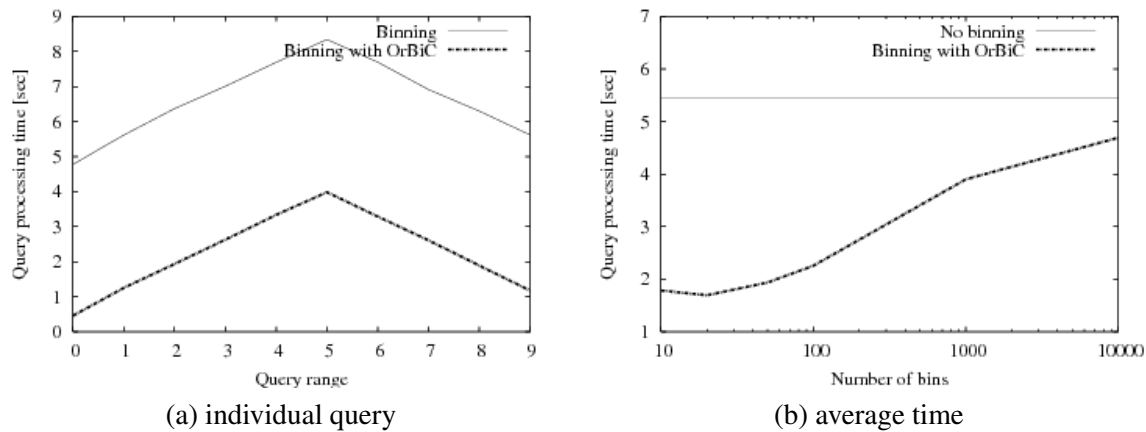 9
8
7
6
5
4
3
2
1
0
Query processing time [sec]
Binning
Binning with OrBiC
0 1 2 3 4 5 6 7 8 9
Query range
(a) individual query
7
6
5
4
3
2
1
Query processing time [sec]
No binning
Binning with OrBiC
10 100 1000 10000
Number of bins
(b) average time